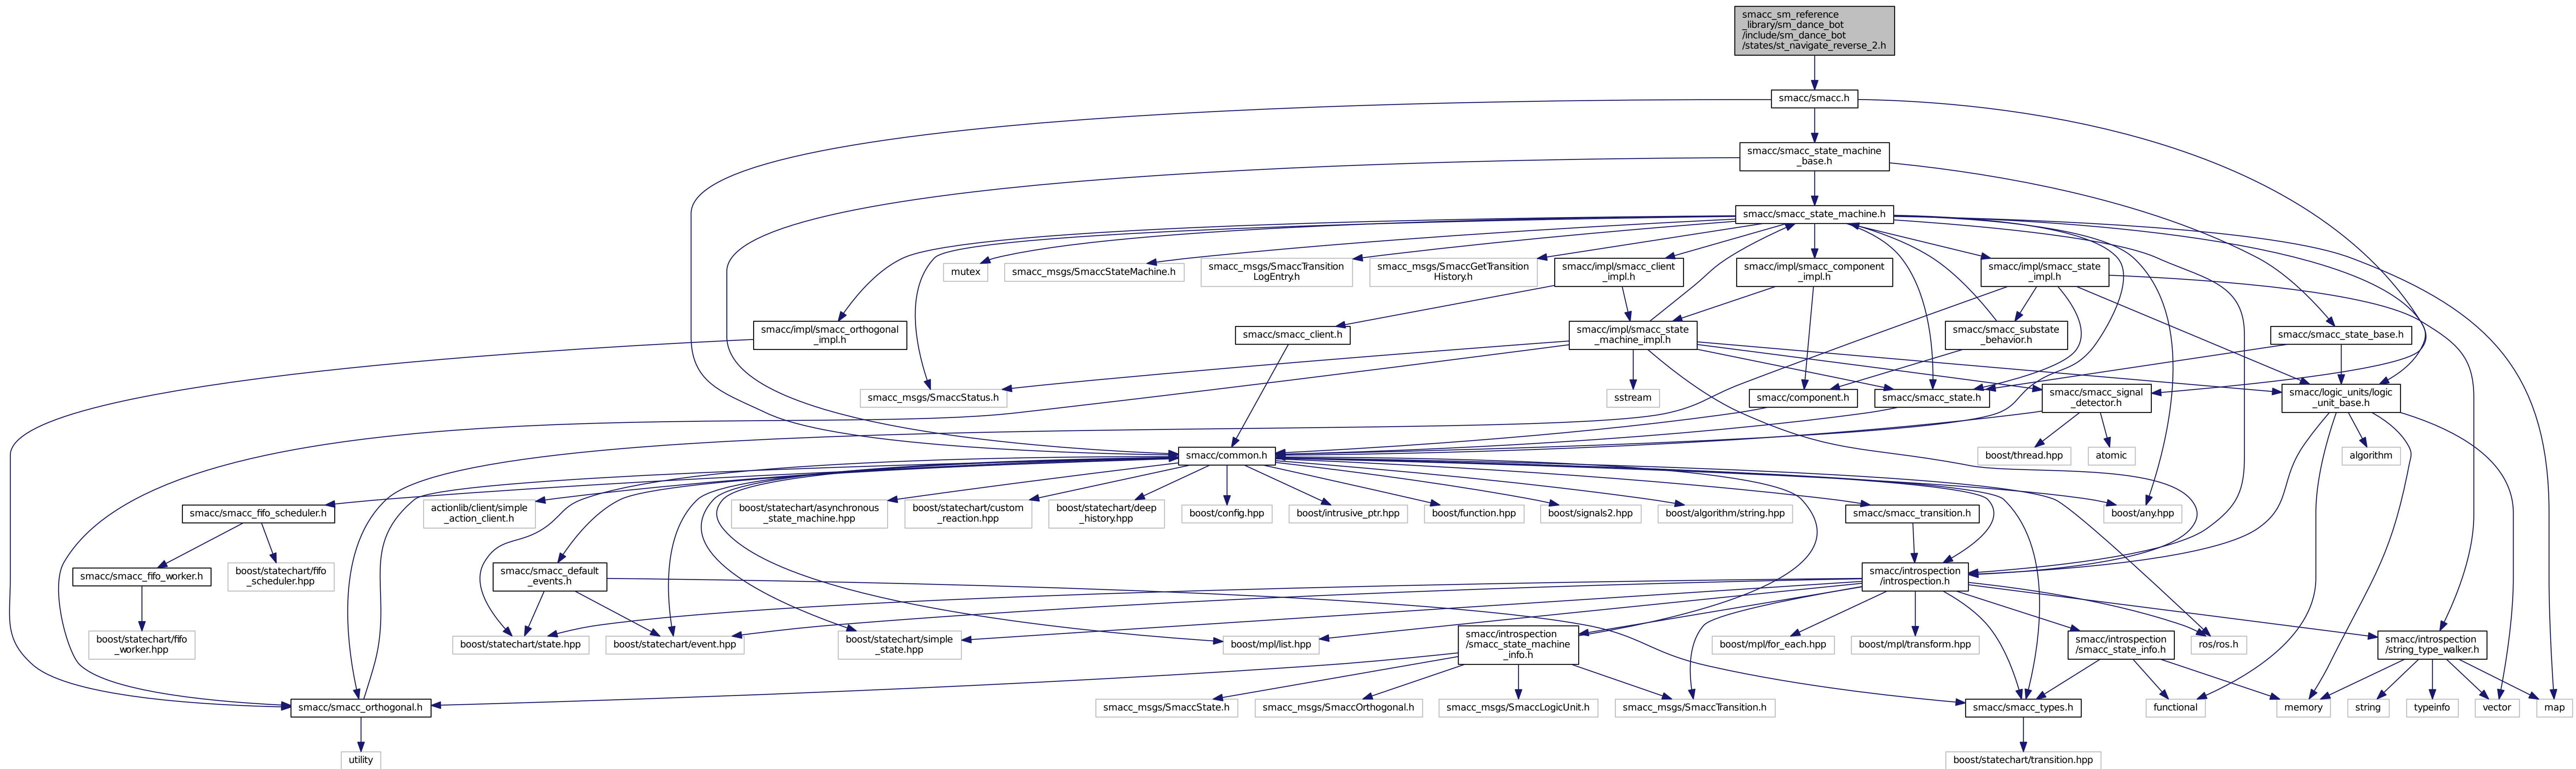 smacc_sm_reference
_library/sm_dance_bot
/include/sm_dance_bot
/states/st_navigate_reverse_2.h
smacc/smacc.h
smacc/smacc_state_machine
_base.h
smacc/smacc_state_machine.h
mutex
smacc_msgs/SmaccStateMachine.h
smacc_msgs/SmaccTransition
LogEntry.h
smacc_msgs/SmaccGetTransition
History.h
smacc/impl/smacc_client
_impl.h
smacc/impl/smacc_component
_impl.h
smacc/impl/smacc_state
_impl.h
smacc/impl/smacc_orthogonal
_impl.h
smacc/smacc_client.h
smacc/impl/smacc_state
_machine_impl.h
smacc/smacc_substate
_behavior.h
smacc/smacc_state_base.h
smacc_msgs/SmaccStatus.h
sstream
smacc/component.h
smacc/smacc_state.h
smacc/smacc_signal
_detector.h
smacc/logic_units/logic
_unit_base.h
smacc/common.h
boost/thread.hpp
atomic
algorithm
smacc/smacc_fifo_scheduler.h
actionlib/client/simple
_action_client.h
boost/statechart/asynchronous
_state_machine.hpp
boost/statechart/custom
_reaction.hpp
boost/statechart/deep
_history.hpp
boost/config.hpp
boost/intrusive_ptr.hpp
boost/function.hpp
boost/signals2.hpp
boost/algorithm/string.hpp
smacc/smacc_transition.h
boost/any.hpp
smacc/smacc_fifo_worker.h
boost/statechart/fifo
_scheduler.hpp
smacc/smacc_default
_events.h
smacc/introspection
/introspection.h
boost/statechart/fifo
_worker.hpp
boost/statechart/state.hpp
boost/statechart/event.hpp
boost/statechart/simple
_state.hpp
boost/mpl/list.hpp
smacc/introspection
/smacc_state_machine
_info.h
boost/mpl/for_each.hpp
boost/mpl/transform.hpp
smacc/introspection
/smacc_state_info.h
ros/ros.h
smacc/introspection
/string_type_walker.h
smacc/smacc_orthogonal.h
smacc_msgs/SmaccState.h
smacc_msgs/SmaccOrthogonal.h
smacc_msgs/SmaccLogicUnit.h
smacc_msgs/SmaccTransition.h
smacc/smacc_types.h
functional
memory
string
typeinfo
vector
map
utility
boost/statechart/transition.hpp